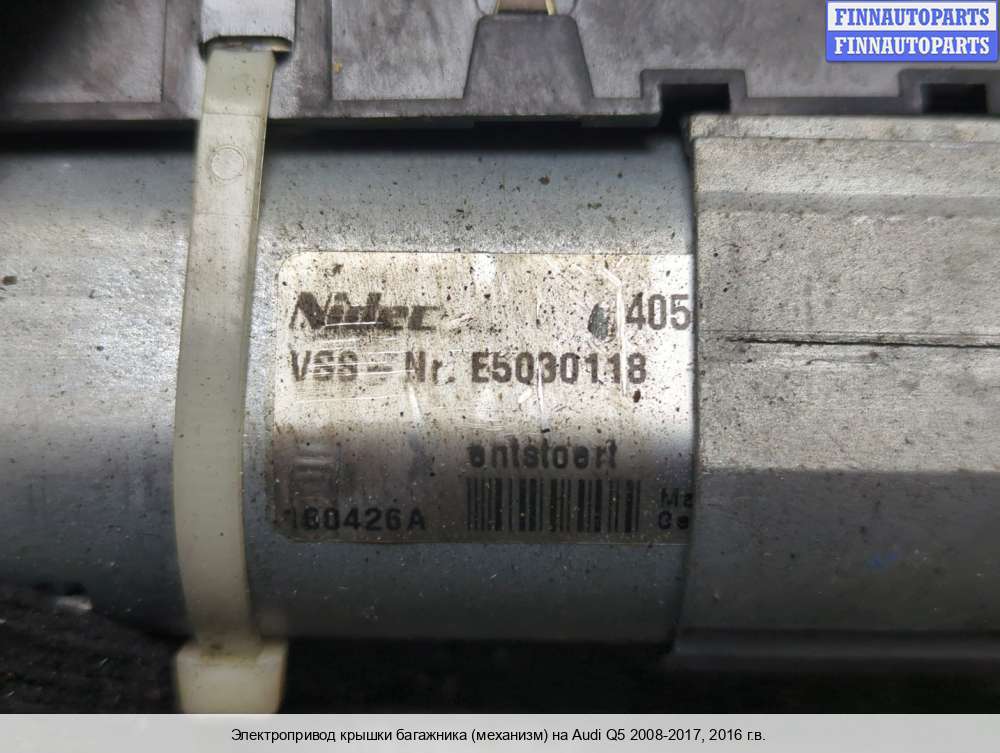 FINNAUTOPARTS
FINNAUTOPARTS
Nidec 405
VSS-Nr. E5030118
entstoert
160426A
Электропривод крышки багажника (механизм) на Audi Q5 2008-2017, 2016 г.в.